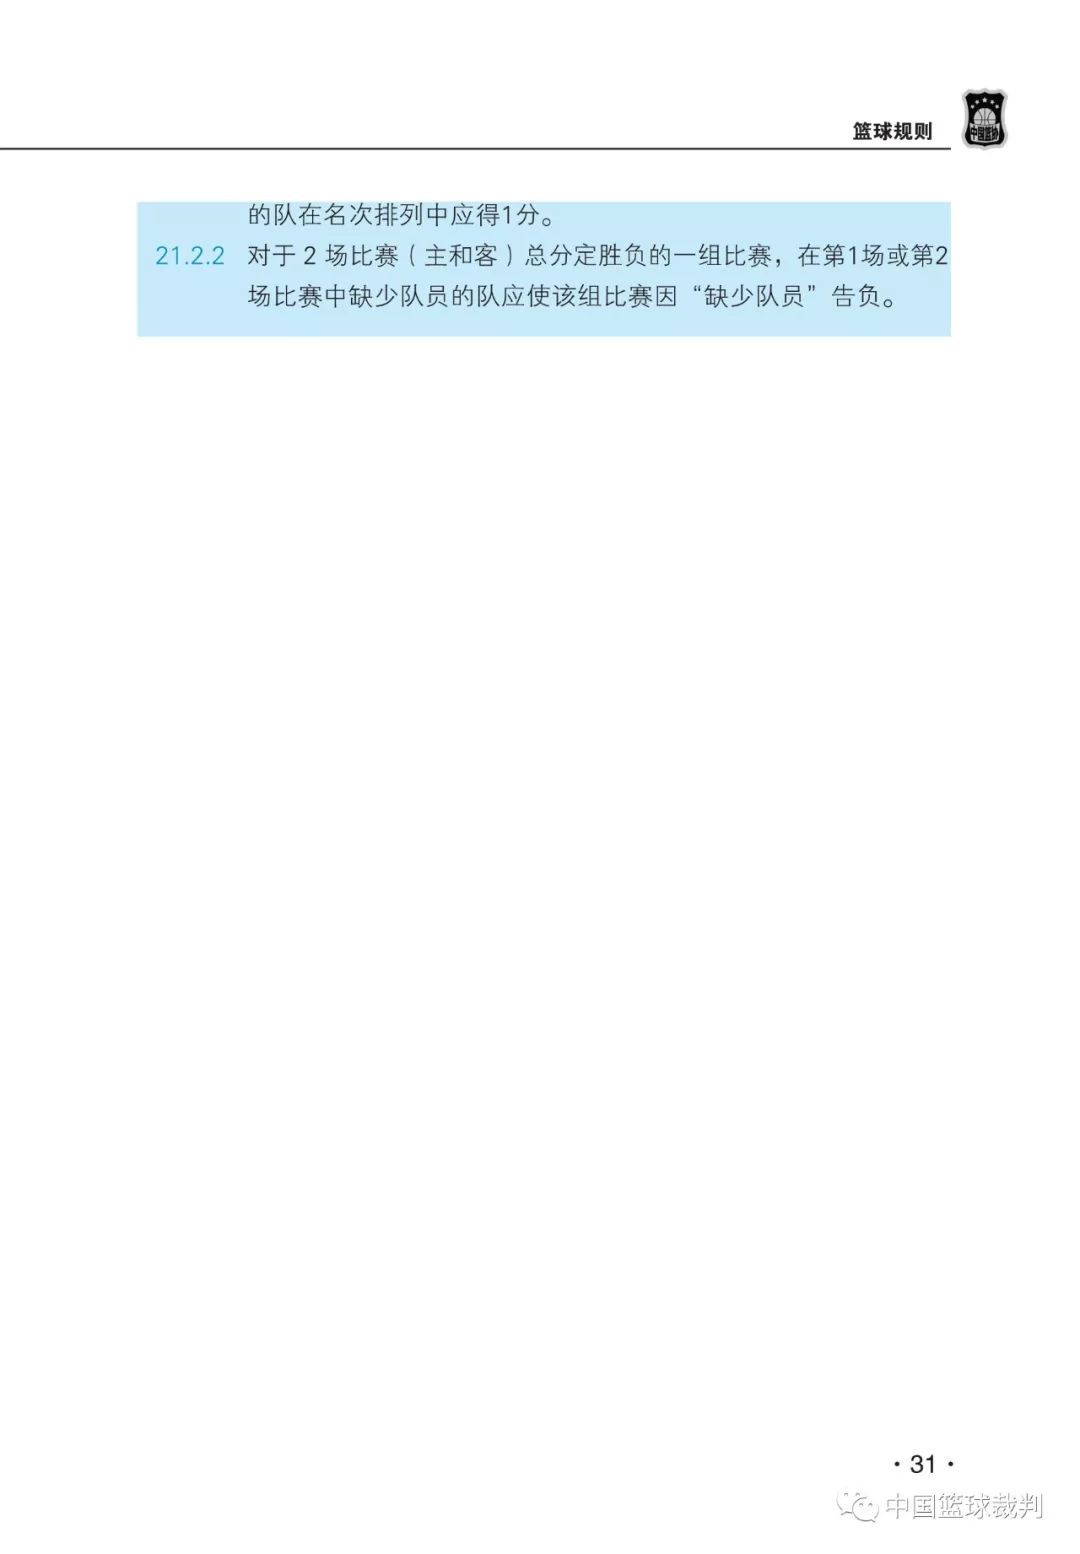 篮球规则
中国篮协
的队在名次排列中应得1分。
21.2.2 对于 2 场比赛（主和客）总分定胜负的一组比赛，在第1场或第2
场比赛中缺少队员的队应使该组比赛因“缺少队员”告负。
·31·
中国篮球裁判